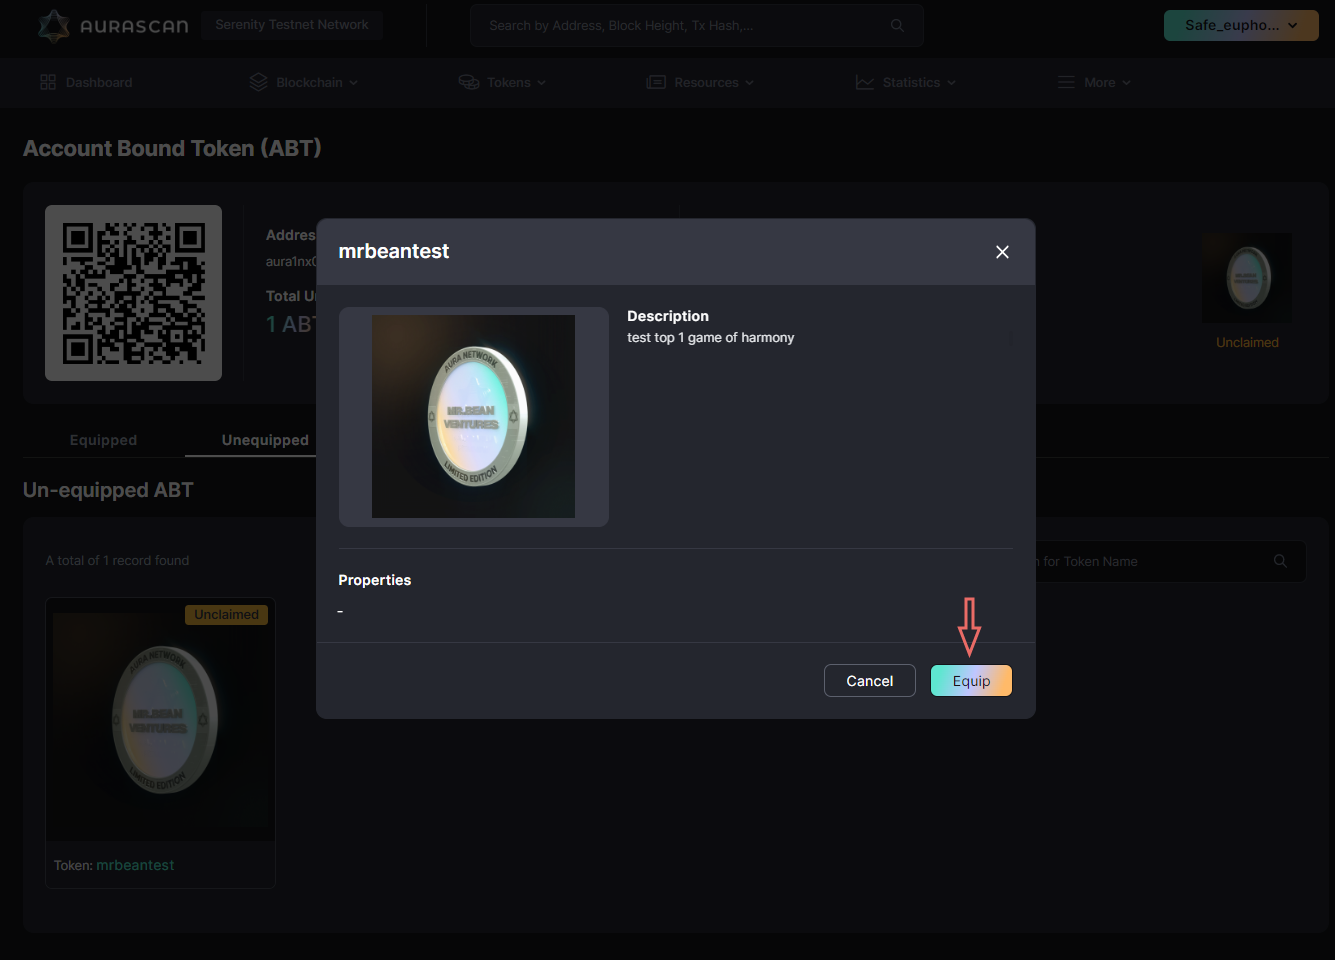 AURASCAN
Serenity Testnet Network
Search by Address, Block Height, Tx Hash,...
Safe_eupho...
Dashboard
Blockchain
Tokens
Resources
Statistics
More
Account Bound Token (ABT)
Addres
aura1nx
Total U
1 ABT
Unclaimed
mrbeantest
AURA NETWORK
MR.BEAN
VENTURES
LIMITED EDITION
Description
test top 1 game of harmony
Properties
-
Cancel
Equip
Equipped
Unequipped
Un-equipped ABT
A total of 1 record found
for Token Name
Unclaimed
AURA NETWORK
MR.BEAN
VENTURES
LIMITED EDITION
Token: mrbeantest